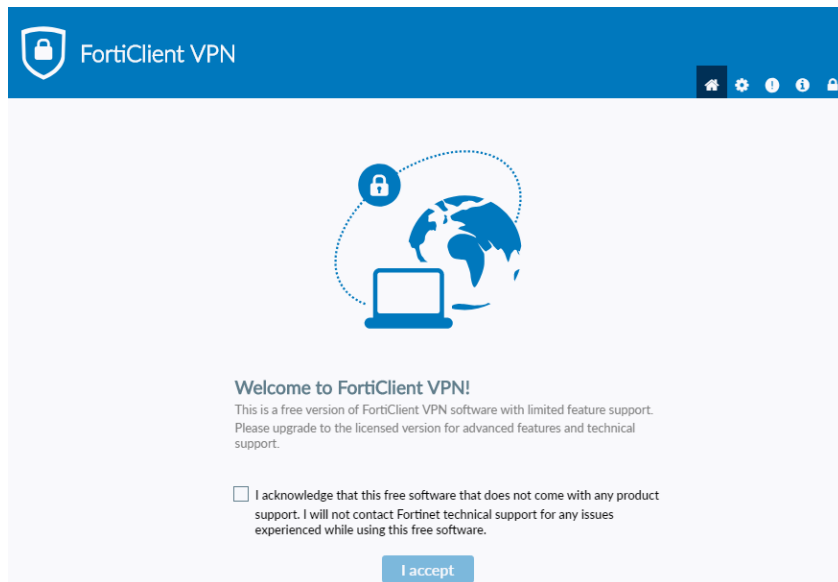 FortiClient VPN
Welcome to FortiClient VPN!
This is a free version of FortiClient VPN software with limited feature support.
Please upgrade to the licensed version for advanced features and technical
support.
I acknowledge that this free software that does not come with any product
support. I will not contact Fortinet technical support for any issues
experienced while using this free software.
I accept